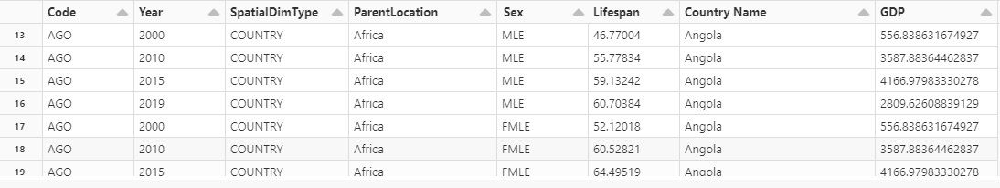 Code Year SpatialDimType ParentLocation Sex Lifespan Country Name GDP
13 AGO 2000 COUNTRY Africa MLE 46.77004 Angola 556.838631674927
14 AGO 2010 COUNTRY Africa MLE 55.77834 Angola 3587.88364462837
15 AGO 2015 COUNTRY Africa MLE 59.13242 Angola 4166.97983330278
16 AGO 2019 COUNTRY Africa MLE 60.70384 Angola 2809.62608839129
17 AGO 2000 COUNTRY Africa FMLE 52.12018 Angola 556.838631674927
18 AGO 2010 COUNTRY Africa FMLE 60.52821 Angola 3587.88364462837
19 AGO 2015 COUNTRY Africa FMLE 64.49519 Angola 4166.97983330278